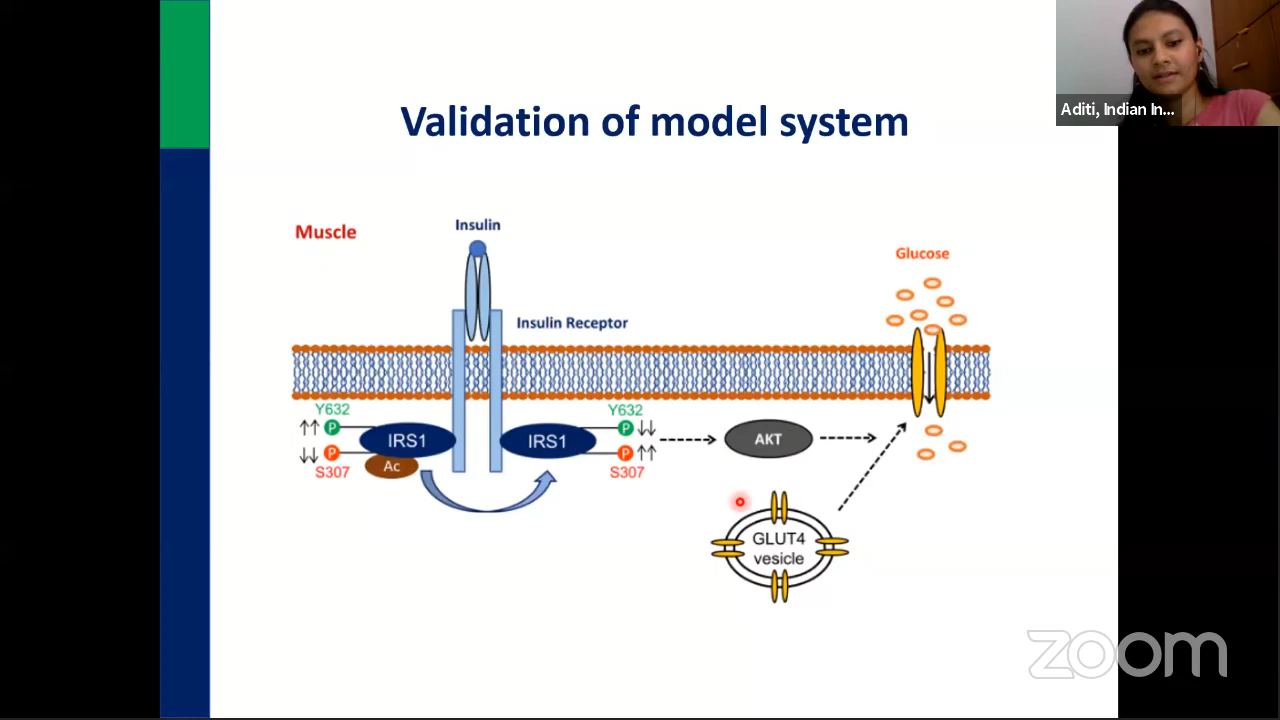 Validation of model system
Aditi, Indian In...
Muscle
Insulin
Glucose
Insulin Receptor
Y632
Y632
↑↑ P
IRS1
IRS1
P ↓↓
AKT
↓↓ P
P ↑↑
S307
Ac
S307
GLUT4
vesicle
zoom